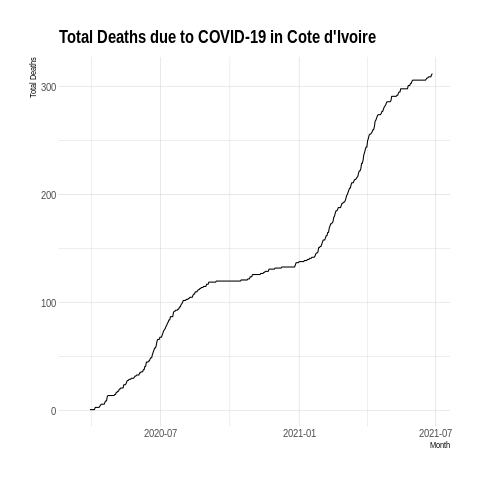 Total Deaths due to COVID-19 in Cote d'Ivoire
Total Deaths
300
200
100
0
2020-07
2021-01
2021-07
Month